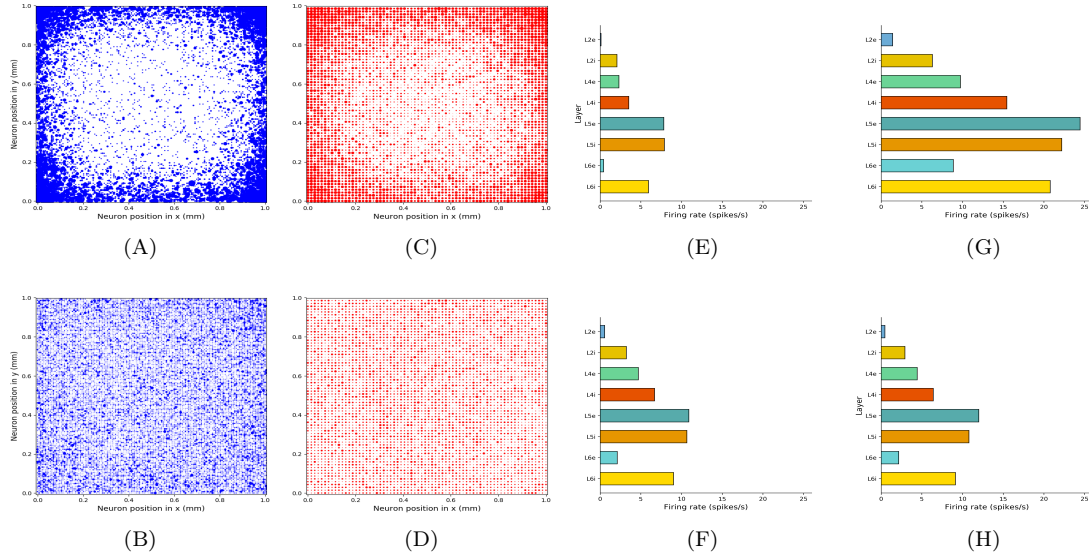 1.0
0.8
0.6
0.4
0.2
0.0
Neuron position in y (mm)
0.0 0.2 0.4 0.6 0.8 1.0
Neuron position in x (mm)
(A)
1.0
0.8
0.6
0.4
0.2
0.0
0.0 0.2 0.4 0.6 0.8 1.0
Neuron position in x (mm)
(C)
Layer
L2e
L2i
L4e
L4i
L5e
L5i
L6e
L6i
0 5 10 15 20 25
Firing rate (spikes/s)
(E)
L2e
L2i
L4e
L4i
L5e
L5i
L6e
L6i
0 5 10 15 20 25
Firing rate (spikes/s)
(G)
1.0
0.8
0.6
0.4
0.2
0.0
Neuron position in y (mm)
0.0 0.2 0.4 0.6 0.8 1.0
Neuron position in x (mm)
(B)
1.0
0.8
0.6
0.4
0.2
0.0
0.0 0.2 0.4 0.6 0.8 1.0
Neuron position in x (mm)
(D)
L2e
L2i
L4e
L4i
L5e
L5i
L6e
L6i
0 5 10 15 20 25
Firing rate (spikes/s)
(F)
Layer
L2e
L2i
L4e
L4i
L5e
L5i
L6e
L6i
0 5 10 15 20 25
Firing rate (spikes/s)
(H)